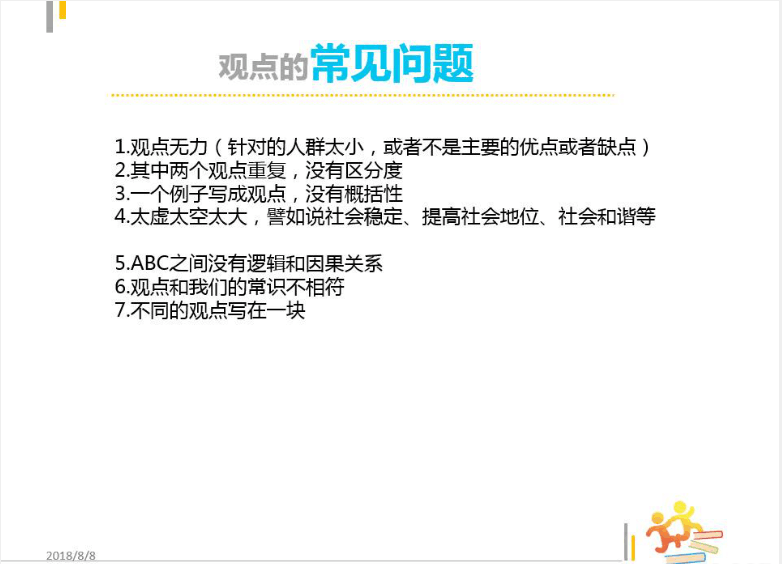 观点的常见问题
1.观点无力（针对的人群太小，或者不是主要的优点或者缺点）
2.其中两个观点重复，没有区分度
3.一个例子写成观点，没有概括性
4.太虚太空太大，譬如说社会稳定、提高社会地位、社会和谐等
5.ABC之间没有逻辑和因果关系
6.观点和我们的常识不相符
7.不同的观点写在一块
2018/8/8